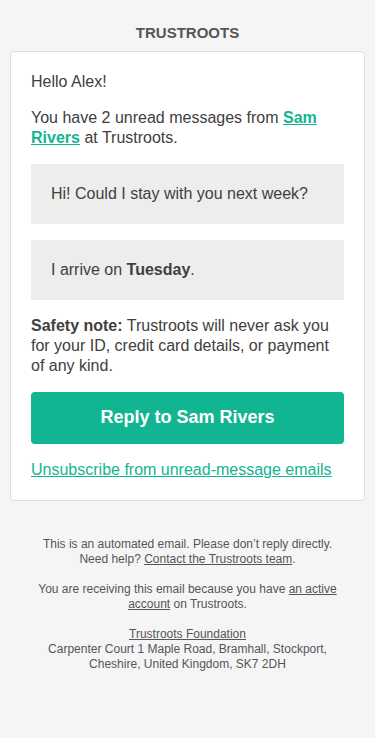 TRUSTROOTS
Hello Alex!
You have 2 unread messages from Sam
Rivers at Trustroots.
Hi! Could I stay with you next week?
I arrive on Tuesday.
Safety note: Trustroots will never ask you
for your ID, credit card details, or payment
of any kind.
Reply to Sam Rivers
Unsubscribe from unread-message emails
This is an automated email. Please don’t reply directly.
Need help? Contact the Trustroots team.
You are receiving this email because you have an active
account on Trustroots.
Trustroots Foundation
Carpenter Court 1 Maple Road, Bramhall, Stockport,
Cheshire, United Kingdom, SK7 2DH